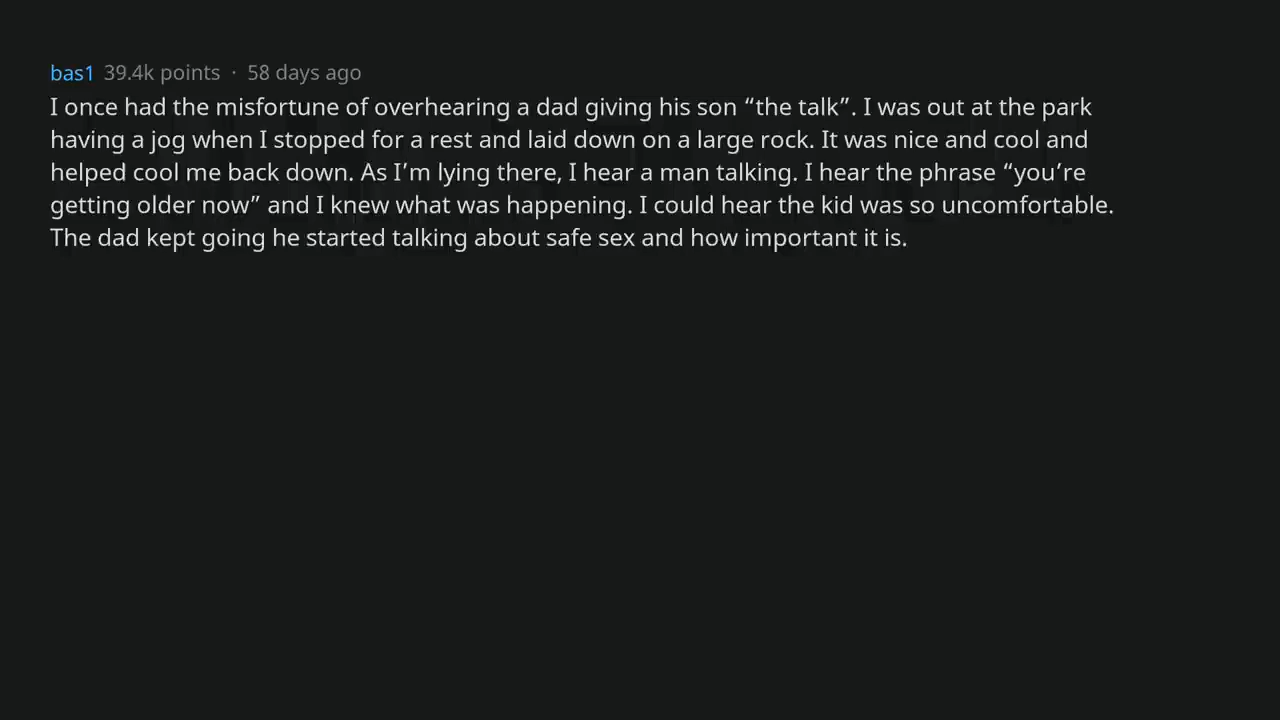 bas1 39.4k points · 58 days ago
I once had the misfortune of overhearing a dad giving his son “the talk”. I was out at the park
having a jog when I stopped for a rest and laid down on a large rock. It was nice and cool and
helped cool me back down. As I’m lying there, I hear a man talking. I hear the phrase “you’re
getting older now” and I knew what was happening. I could hear the kid was so uncomfortable.
The dad kept going he started talking about safe sex and how important it is.